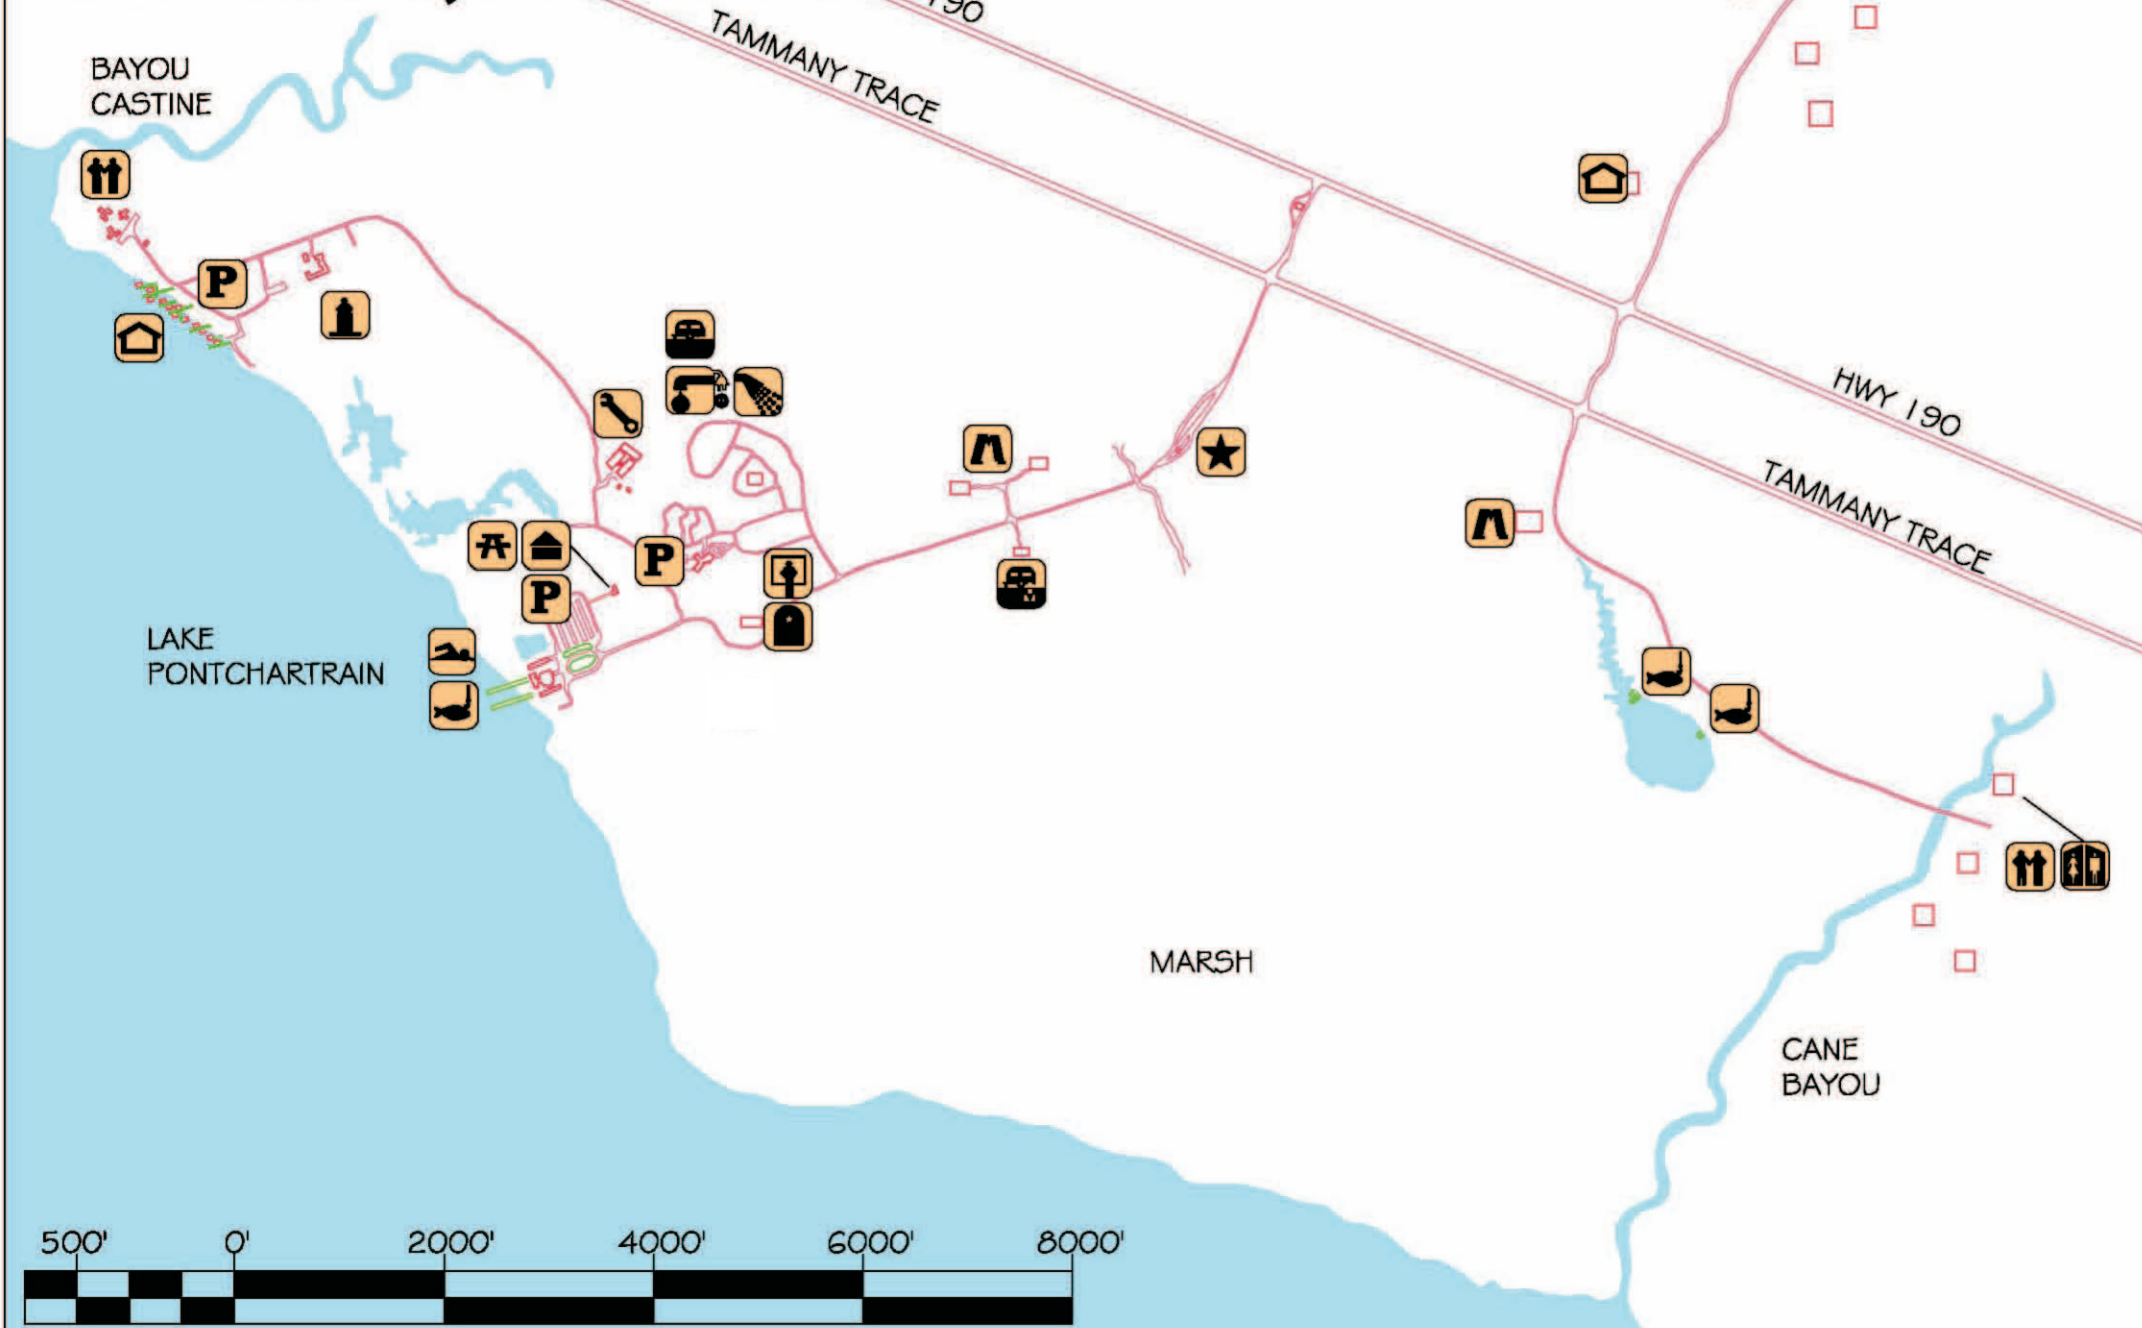 190
TAMMANY TRACE
BAYOU
CASTINE
P
HWY 190
TAMMANY TRACE
P
P
LAKE
PONTCHARTRAIN
MARSH
CANE
BAYOU
500' 0' 2000' 4000' 6000' 8000'